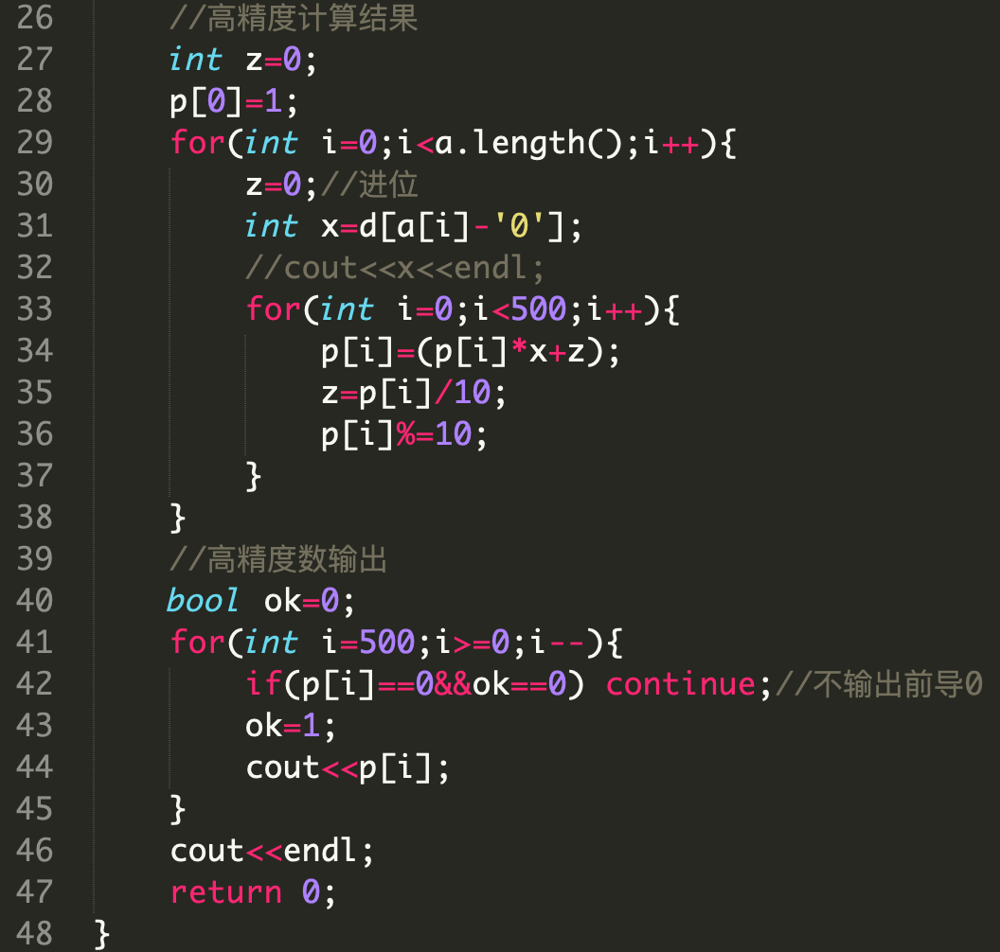 26 //高精度计算结果
27 int z=0;
28 p[0]=1;
29 for(int i=0;i<a.length();i++){
30 z=0;//进位
31 int x=d[a[i]-'0'];
32 //cout<<x<<endl;
33 for(int i=0;i<500;i++){
34 p[i]=(p[i]*x+z);
35 z=p[i]/10;
36 p[i]%=10;
37 }
38 }
39 //高精度数输出
40 bool ok=0;
41 for(int i=500;i>=0;i--){
42 if(p[i]==0&&ok==0) continue;//不输出前导0
43 ok=1;
44 cout<<p[i];
45 }
46 cout<<endl;
47 return 0;
48 }